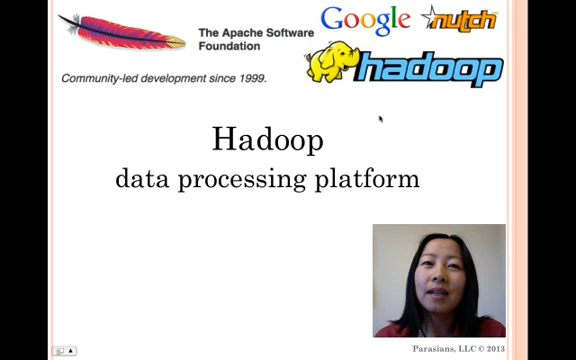 The Apache Software
Foundation
Community-led development since 1999.
Google
nutch
hadoop
Hadoop
data processing platform
Parasians, LLC © 2013